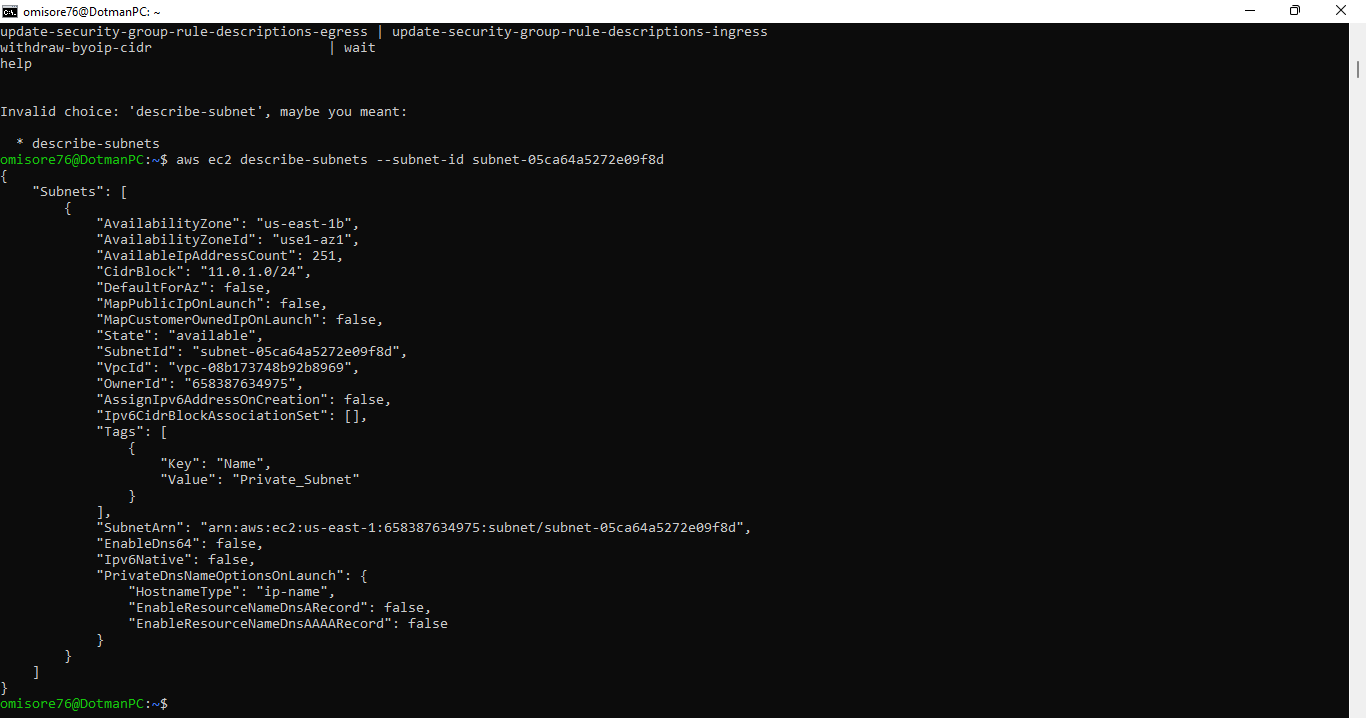 omisore76@DotmanPC: ~
update-security-group-rule-descriptions-egress | update-security-group-rule-descriptions-ingress
withdraw-byoip-cidr                      | wait
help
Invalid choice: 'describe-subnet', maybe you meant:
  * describe-subnets
omisore76@DotmanPC:~$ aws ec2 describe-subnets --subnet-id subnet-05ca64a5272e09f8d
{
    "Subnets": [
        {
            "AvailabilityZone": "us-east-1b",
            "AvailabilityZoneId": "use1-az1",
            "AvailableIpAddressCount": 251,
            "CidrBlock": "11.0.1.0/24",
            "DefaultForAz": false,
            "MapPublicIpOnLaunch": false,
            "MapCustomerOwnedIpOnLaunch": false,
            "State": "available",
            "SubnetId": "subnet-05ca64a5272e09f8d",
            "VpcId": "vpc-08b173748b92b8969",
            "OwnerId": "658387634975",
            "AssignIpv6AddressOnCreation": false,
            "Ipv6CidrBlockAssociationSet": [],
            "Tags": [
                {
                    "Key": "Name",
                    "Value": "Private_Subnet"
                }
            ],
            "SubnetArn": "arn:aws:ec2:us-east-1:658387634975:subnet/subnet-05ca64a5272e09f8d",
            "EnableDns64": false,
            "Ipv6Native": false,
            "PrivateDnsNameOptionsOnLaunch": {
                "HostnameType": "ip-name",
                "EnableResourceNameDnsARecord": false,
                "EnableResourceNameDnsAAAARecord": false
            }
        }
    ]
}
omisore76@DotmanPC:~$